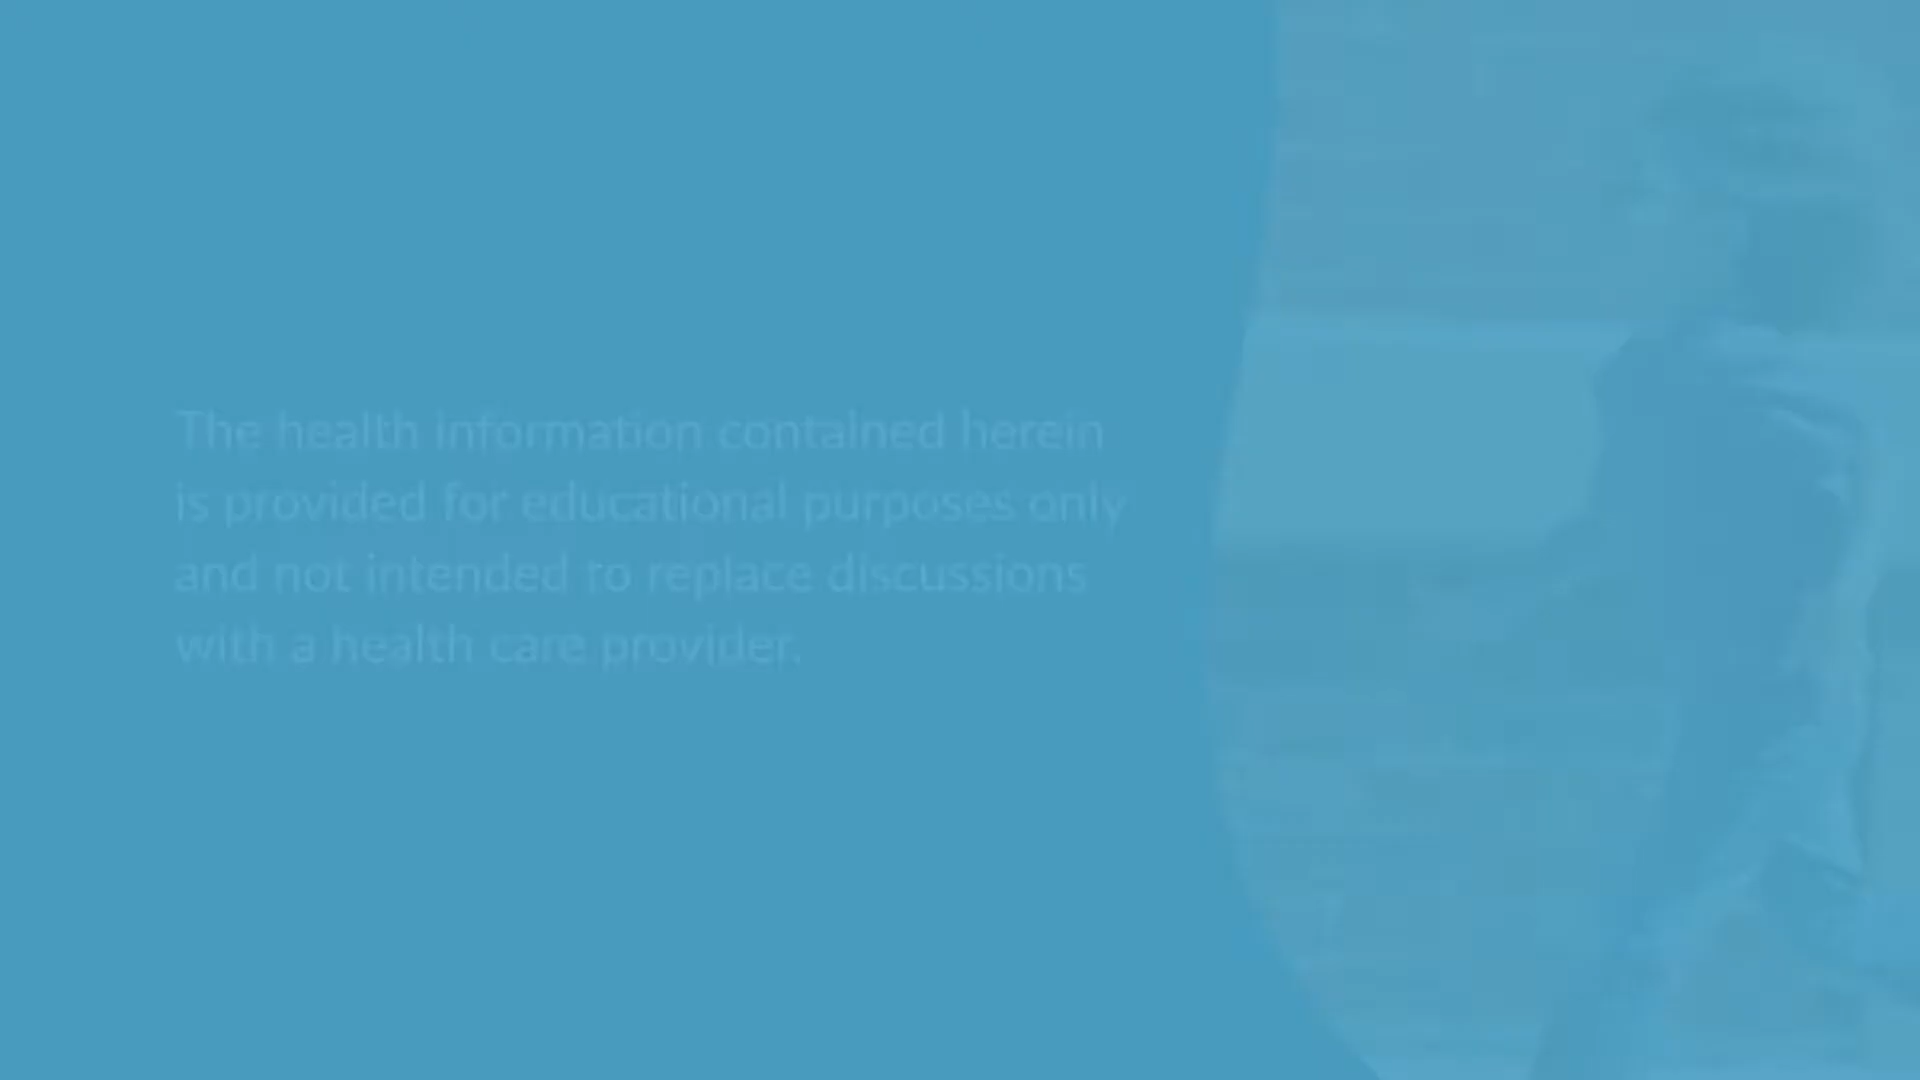 The health information contained herein
is provided for educational purposes only
and not intended to replace discussions
with a health care provider.